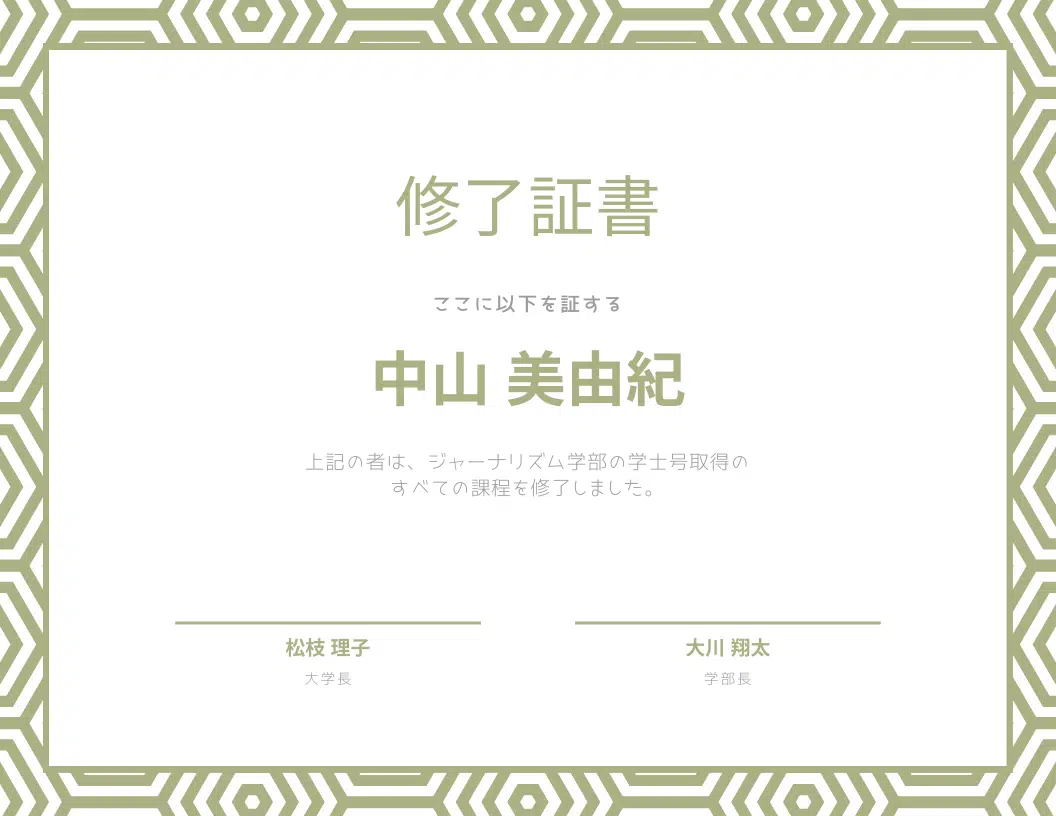 修了証書
ここに以下を証する
中山 美由紀
上記の者は、ジャーナリズム学部の学士号取得の
すべての課程を修了しました。
松枝 理子
大学長
大川 翔太
学部長